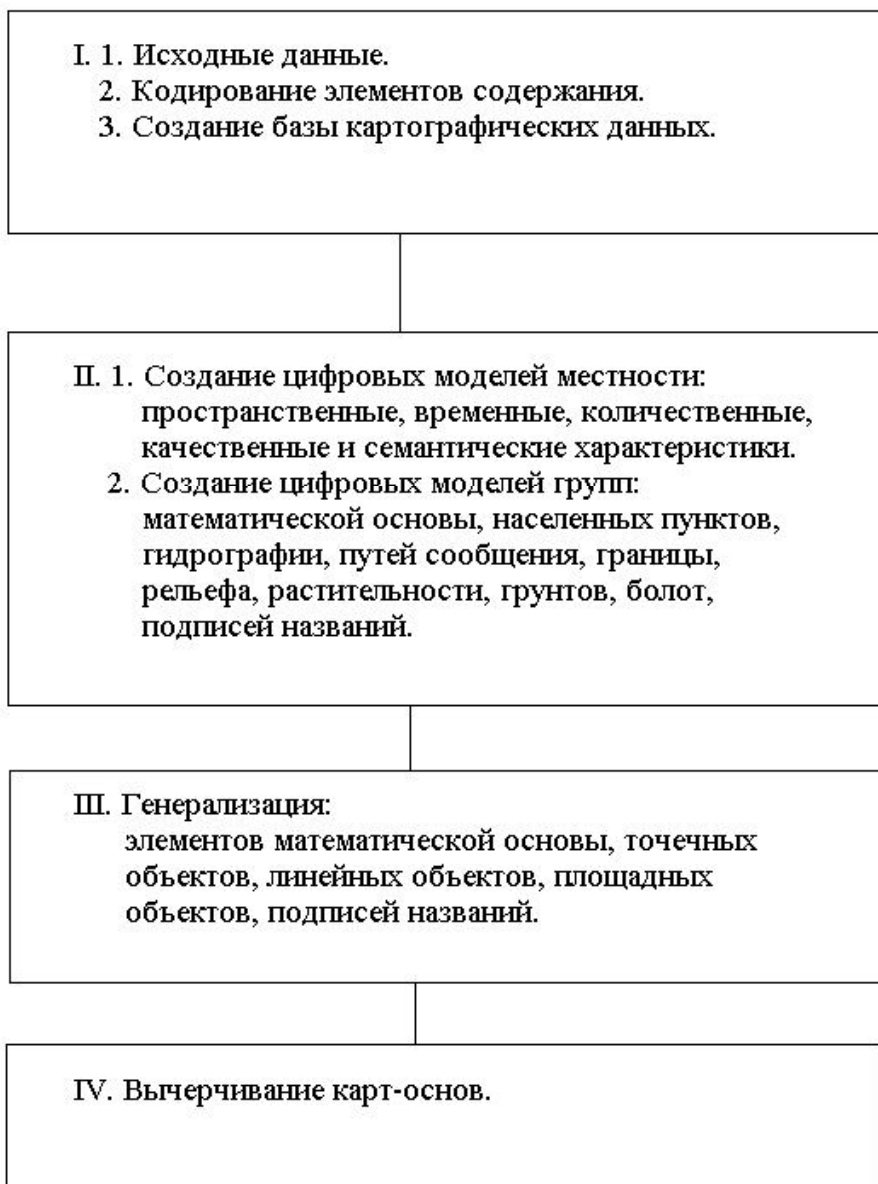 I. 1. Исходные данные.
2. Кодирование элементов содержания.
3. Создание базы картографических данных.
II. 1. Создание цифровых моделей местности:
пространственные, временные, количественные,
качественные и семантические характеристики.
2. Создание цифровых моделей групп:
математической основы, населенных пунктов,
гидрографии, путей сообщения, границы,
рельефа, растительности, грунтов, болот,
подписей названий.
III. Генерализация:
элементов математической основы, точечных
объектов, линейных объектов, площадных
объектов, подписей названий.
IV. Вычерчивание карт-основ.